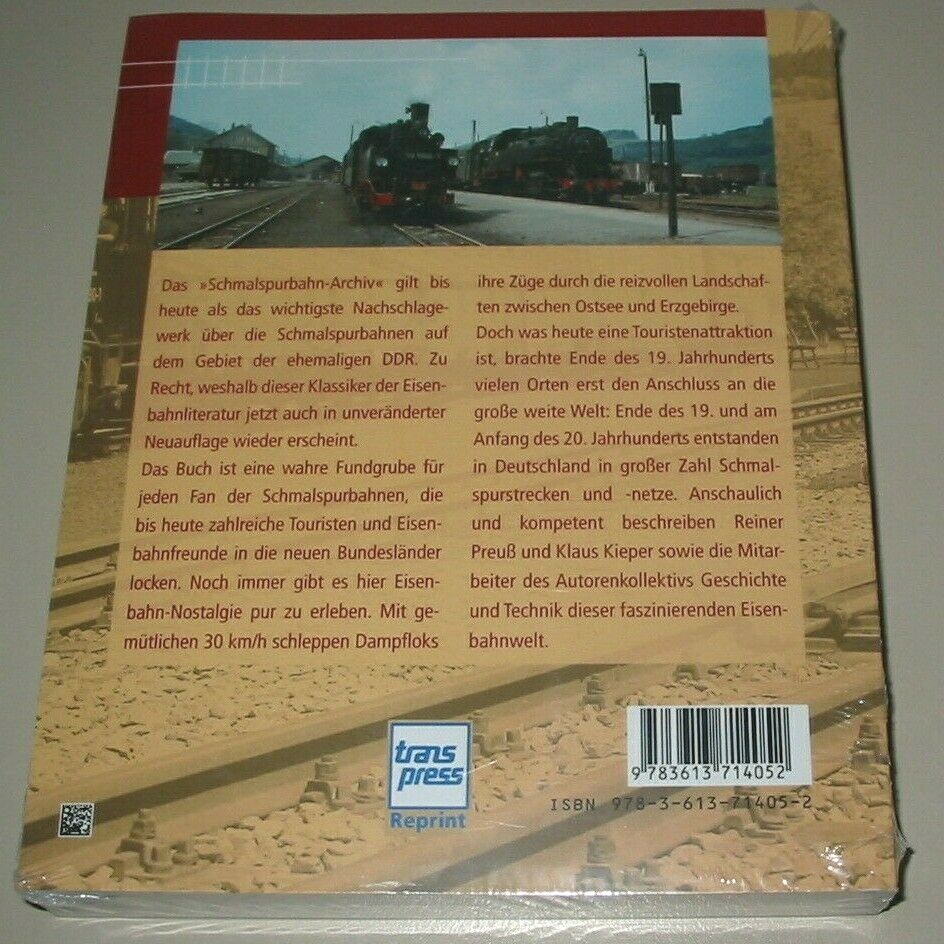 Das »Schmalspurbahn-Archiv« gilt bis
heute als das wichtigste Nachschlage-
werk über die Schmalspurbahnen auf
dem Gebiet der ehemaligen DDR. Zu
Recht, weshalb dieser Klassiker der Eisen-
bahnliteratur jetzt auch in unveränderter
Neuauflage wieder erscheint.
Das Buch ist eine wahre Fundgrube für
jeden Fan der Schmalspurbahnen, die
bis heute zahlreiche Touristen und Eisen-
bahnfreunde in die neuen Bundesländer
locken. Noch immer gibt es hier Eisen-
bahn-Nostalgie pur zu erleben. Mit ge-
mütlichen 30 km/h schleppen Dampfloks
ihre Züge durch die reizvollen Landschaf-
ten zwischen Ostsee und Erzgebirge.
Doch was heute eine Touristenattraktion
ist, brachte Ende des 19. Jahrhunderts
vielen Orten erst den Anschluss an die
große weite Welt: Ende des 19. und am
Anfang des 20. Jahrhunderts entstanden
in Deutschland in großer Zahl Schmal-
spurstrecken und -netze. Anschaulich
und kompetent beschreiben Reiner
Preuß und Klaus Kieper sowie die Mitar-
beiter des Autorenkollektivs Geschichte
und Technik dieser faszinierenden Eisen-
bahnwelt.
trans
press
Reprint
9 783613 714052
ISBN 978-3-613-71405-2